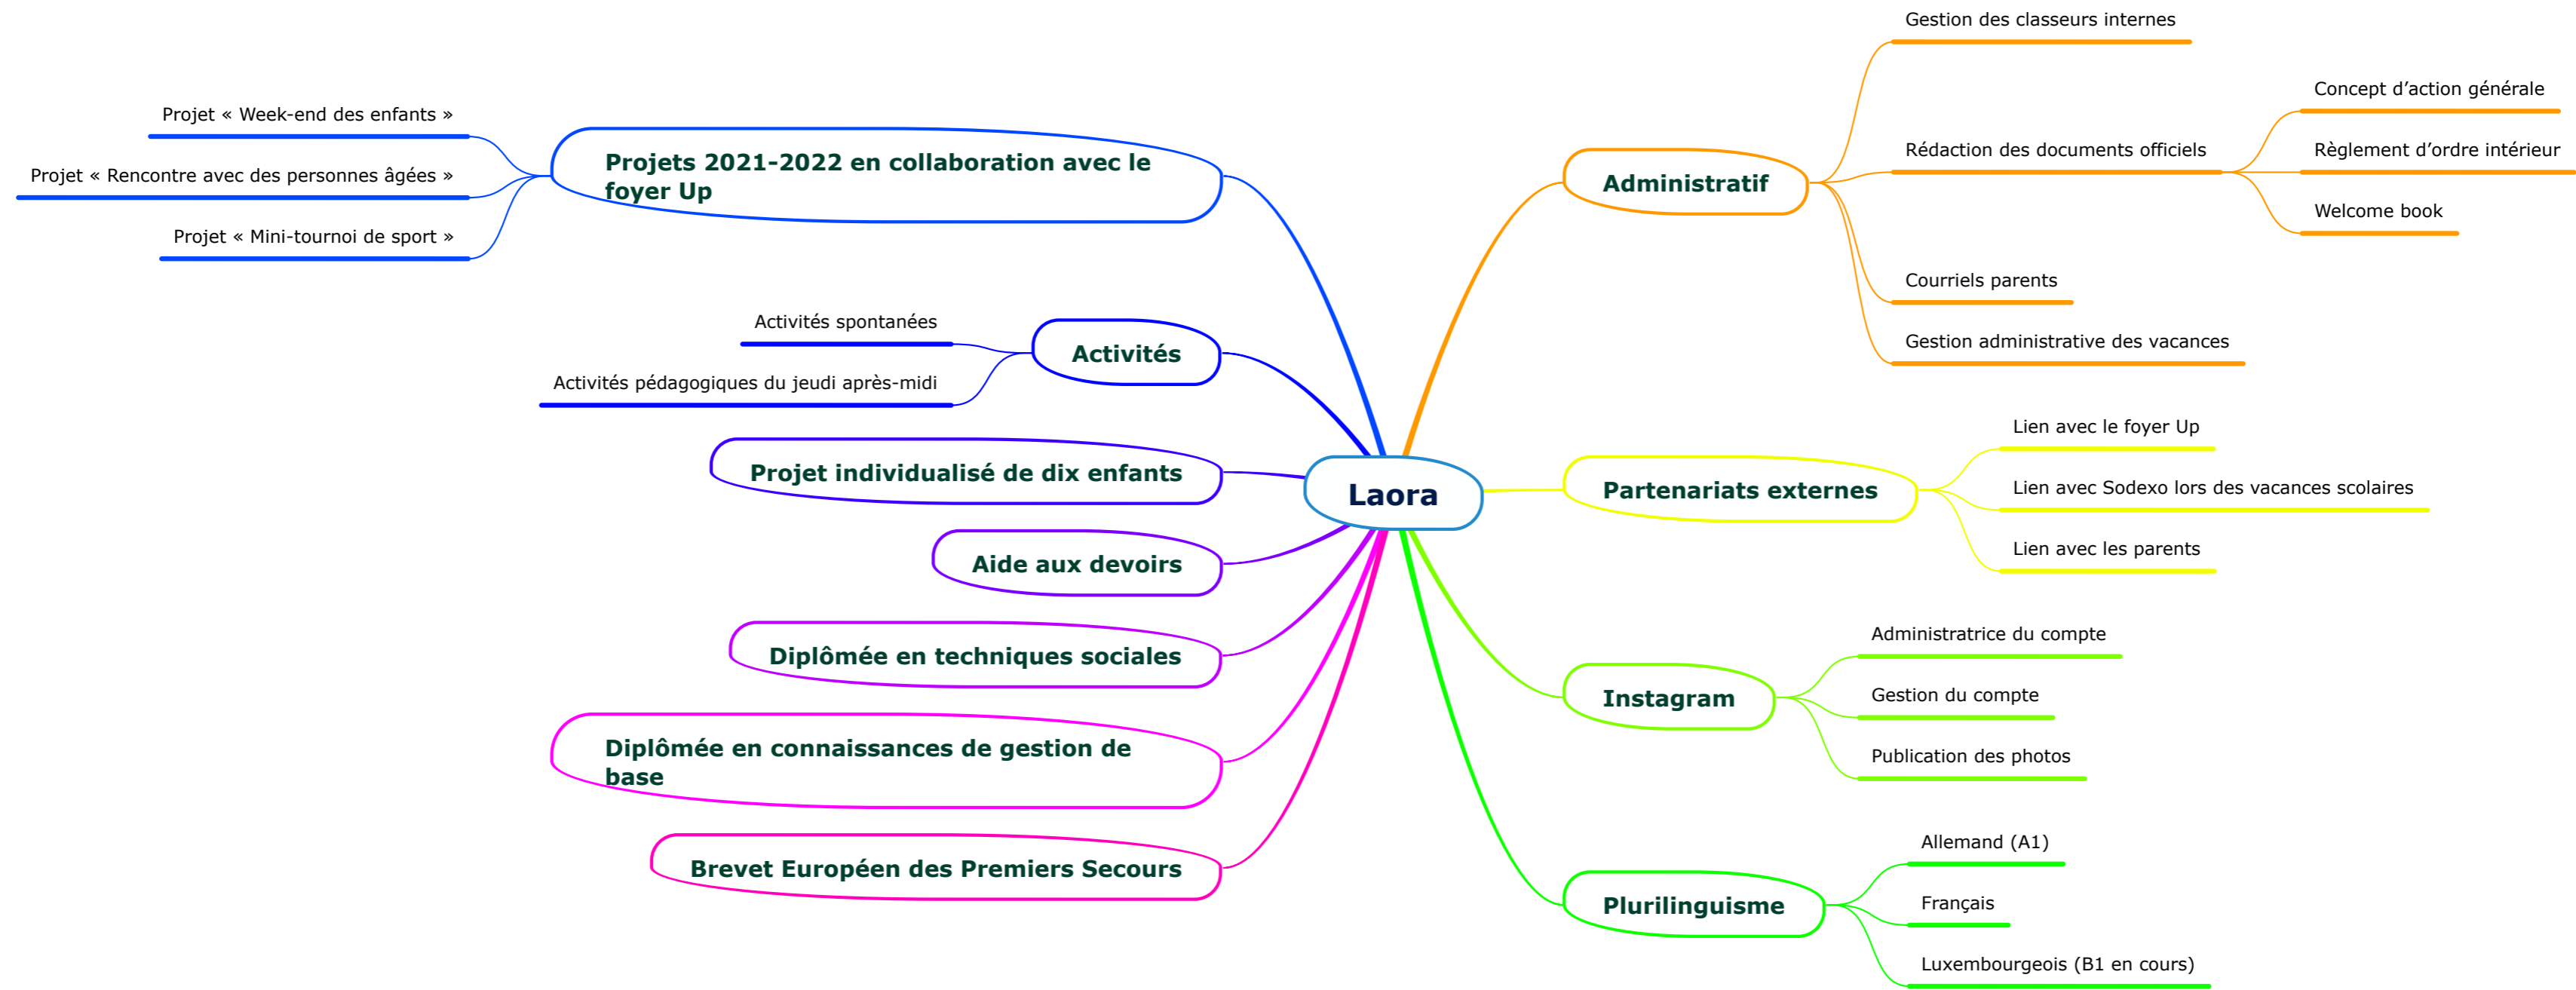 Laora
Administratif
Gestion des classeurs internes
Rédaction des documents officiels
Concept d’action générale
Règlement d’ordre intérieur
Welcome book
Courriels parents
Gestion administrative des vacances
Partenariats externes
Lien avec le foyer Up
Lien avec Sodexo lors des vacances scolaires
Lien avec les parents
Instagram
Administratrice du compte
Gestion du compte
Publication des photos
Plurilinguisme
Allemand (A1)
Français
Luxembourgeois (B1 en cours)
Projets 2021-2022 en collaboration avec le
foyer Up
Projet « Week-end des enfants »
Projet « Rencontre avec des personnes âgées »
Projet « Mini-tournoi de sport »
Activités
Activités spontanées
Activités pédagogiques du jeudi après-midi
Projet individualisé de dix enfants
Aide aux devoirs
Diplômée en techniques sociales
Diplômée en connaissances de gestion de
base
Brevet Européen des Premiers Secours